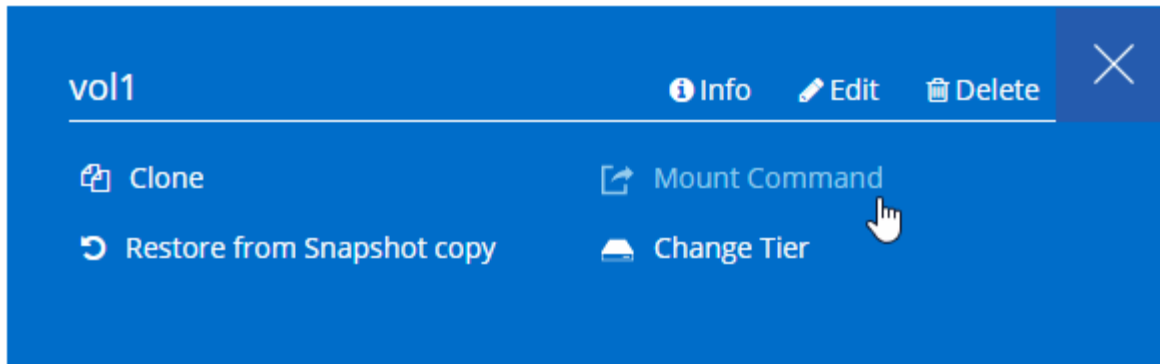 vol1 Info Edit Delete
Clone Mount Command
Restore from Snapshot copy Change Tier